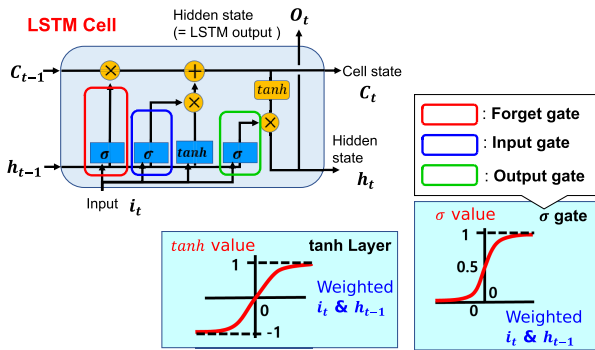 LSTM Cell
Hidden state
(= LSTM output )
O_t
C_{t-1}
×
+
Cell state
C_t
tanh
×
×
σ
σ
tanh
σ
h_{t-1}
Hidden
state
h_t
Input i_t
: Forget gate
: Input gate
: Output gate
tanh value
tanh Layer
1
0
-1
Weighted
i_t & h_{t-1}
σ value
σ gate
1
0.5
0
0
Weighted
i_t & h_{t-1}